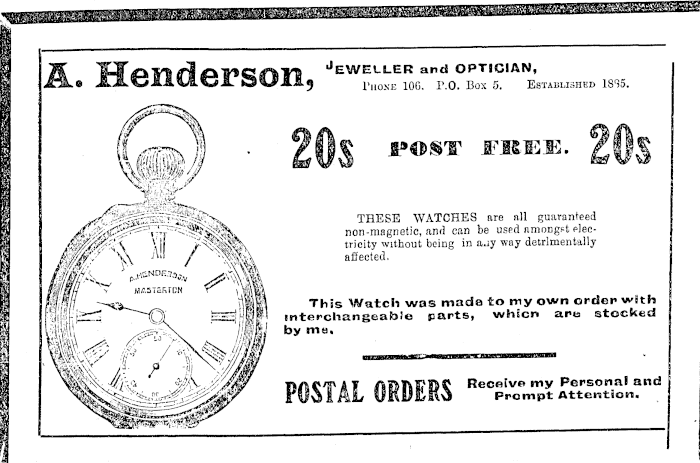 A. Henderson, JEWELLER and OPTICIAN,
PHONE 106. P.O. Box 5. ESTABLISHED 1885.
20s POST FREE. 20s
THESE WATCHES are all guaranteed
non-magnetic, and can be used amongst elec-
tricity without being in any way detrimentally
affected.
A. HENDERSON
MASTERTON
This Watch was made to my own order with
interchangeable parts, which are stocked
by me.
POSTAL ORDERS Receive my Personal and
Prompt Attention.